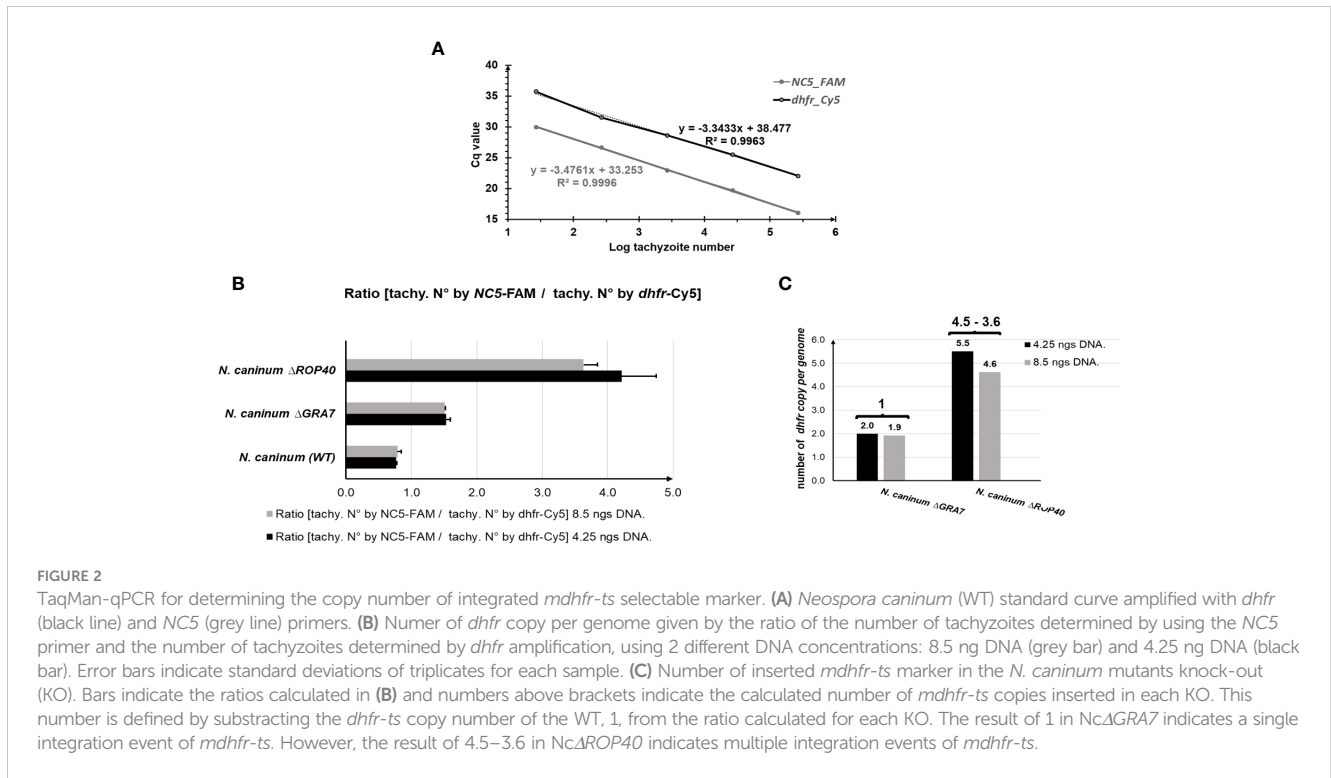 A
40
35
30
25
20
15
Cq value
1 2 3 4 5 6
Log tachyzoite number
NC5_FAM
dhfr_Cy5
y = -3.3433x + 38.477
R² = 0.9963
y = -3.4761x + 33.253
R² = 0.9996
B
Ratio [tachy. N° by NC5-FAM / tachy. N° by dhfr-Cy5]
N. caninum ΔROP40
N. caninum ΔGRA7
N. caninum (WT)
0.0 1.0 2.0 3.0 4.0 5.0
Ratio [tachy. N° by NC5-FAM / tachy. N° by dhfr-Cy5] 8.5 ngs DNA.
Ratio [tachy. N° by NC5-FAM / tachy. N° by dhfr-Cy5] 4.25 ngs DNA.
C
number of dhfr copy per genome
6.0
5.0
4.0
3.0
2.0
1.0
0.0
1
2.0 1.9
4.5 - 3.6
5.5
4.6
4.25 ngs DNA.
8.5 ngs DNA.
N. caninum ΔGRA7
N. caninum ΔROP40
FIGURE 2
TaqMan-qPCR for determining the copy number of integrated mdhfr-ts selectable marker. (A) Neospora caninum (WT) standard curve amplified with dhfr
(black line) and NC5 (grey line) primers. (B) Numer of dhfr copy per genome given by the ratio of the number of tachyzoites determined by using the NC5
primer and the number of tachyzoites determined by dhfr amplification, using 2 different DNA concentrations: 8.5 ng DNA (grey bar) and 4.25 ng DNA (black
bar). Error bars indicate standard deviations of triplicates for each sample. (C) Number of inserted mdhfr-ts marker in the N. caninum mutants knock-out
(KO). Bars indicate the ratios calculated in (B) and numbers above brackets indicate the calculated number of mdhfr-ts copies inserted in each KO. This
number is defined by substracting the dhfr-ts copy number of the WT, 1, from the ratio calculated for each KO. The result of 1 in NcΔGRA7 indicates a single
integration event of mdhfr-ts. However, the result of 4.5–3.6 in NcΔROP40 indicates multiple integration events of mdhfr-ts.